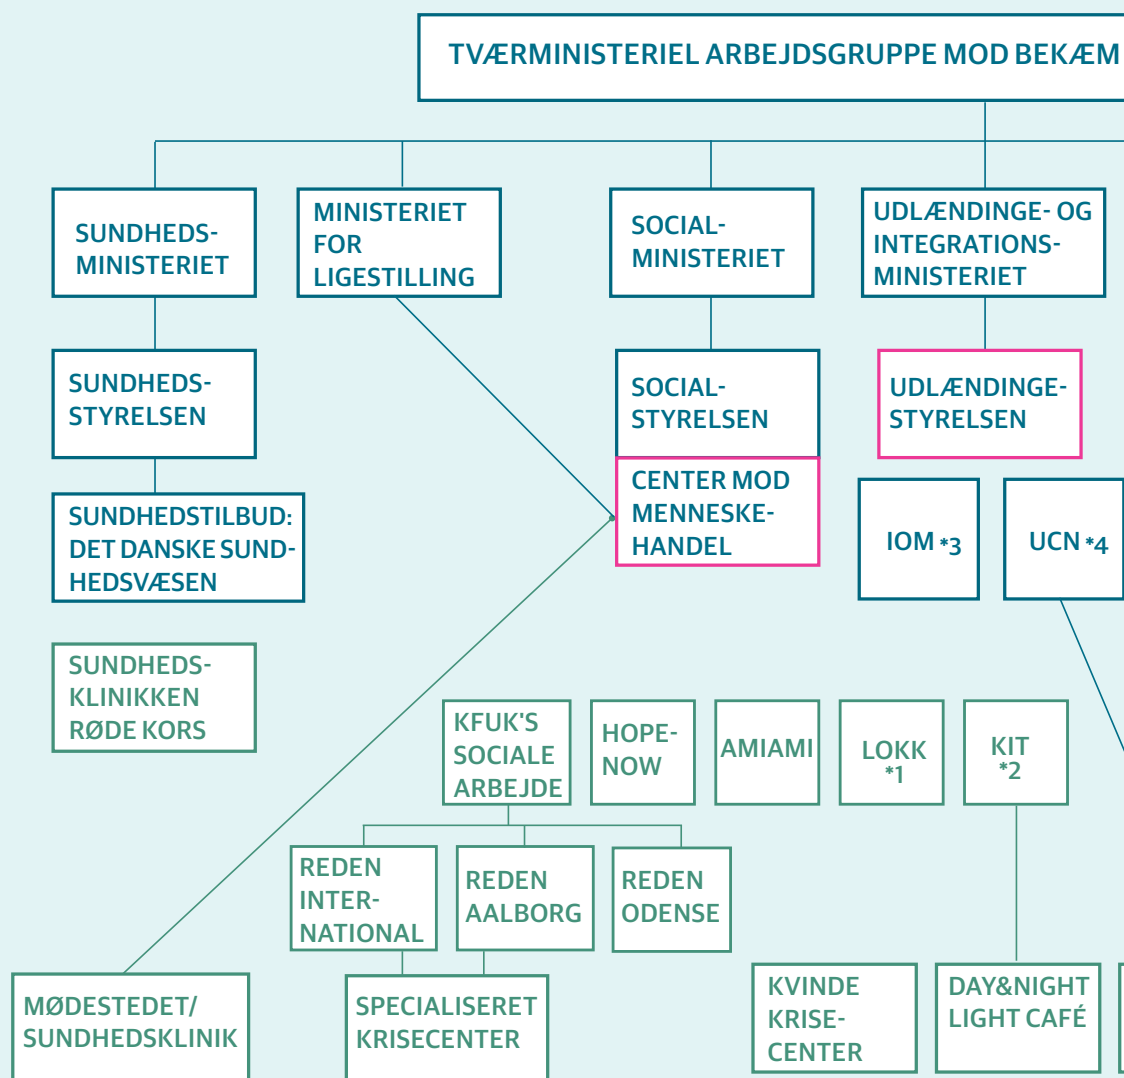 TVÆRMINISTERIEL ARBEJDSGRUPPE MOD BEKÆM
SUNDHEDS-
MINISTERIET
MINISTERIET
FOR
LIGESTILLING
SOCIAL-
MINISTERIET
UDLÆNDINGE- OG
INTEGRATIONS-
MINISTERIET
SUNDHEDS-
STYRELSEN
SOCIAL-
STYRELSEN
UDLÆNDINGE-
STYRELSEN
CENTER MOD
MENNESKE-
HANDEL
SUNDHEDSTILBUD:
DET DANSKE SUND-
HEDSVÆSEN
IOM *3
UCN *4
SUNDHEDS-
KLINIKKEN
RØDE KORS
KFUK'S
SOCIALE
ARBEJDE
HOPE-
NOW
AMIAMI
LOKK
*1
KIT
*2
REDEN
INTER-
NATIONAL
REDEN
AALBORG
REDEN
ODENSE
MØDESTEDET/
SUNDHEDSKLINIK
SPECIALISERET
KRISECENTER
KVINDE
KRISE-
CENTER
DAY&NIGHT
LIGHT CAFÉ